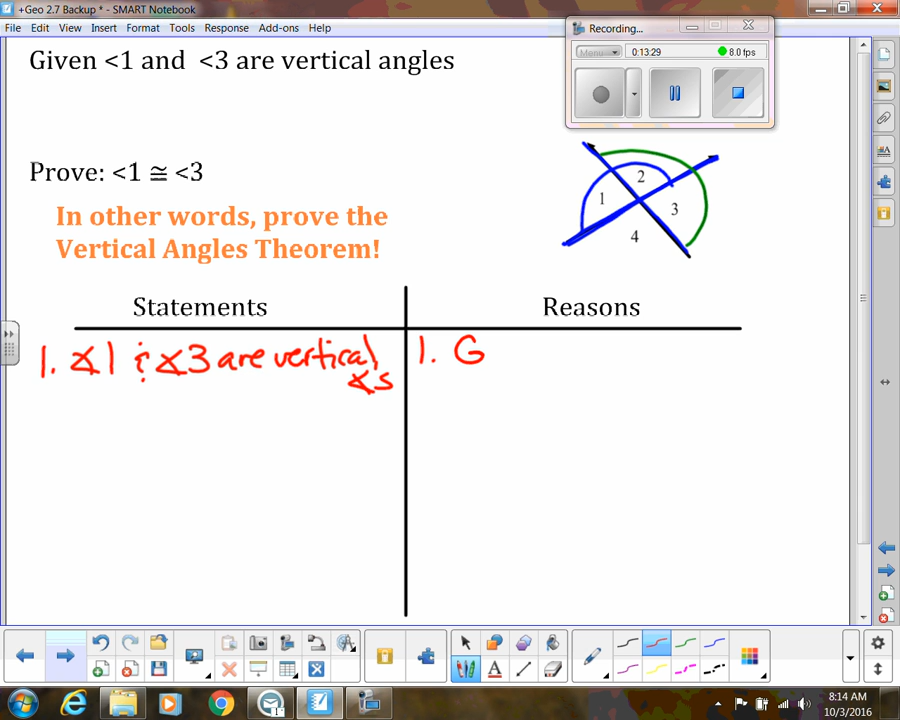 +Geo 2.7 Backup * - SMART Notebook
File Edit View Insert Format Tools Response Add-ons Help
Recording...
Menu
0:13:29
8.0 fps
Given <1 and <3 are vertical angles
Prove: <1 ≅ <3
In other words, prove the
Vertical Angles Theorem!
1
2
3
4
Statements
Reasons
1. ∡1 & ∡3 are vertical
∡s
1. G
8:14 AM
10/3/2016